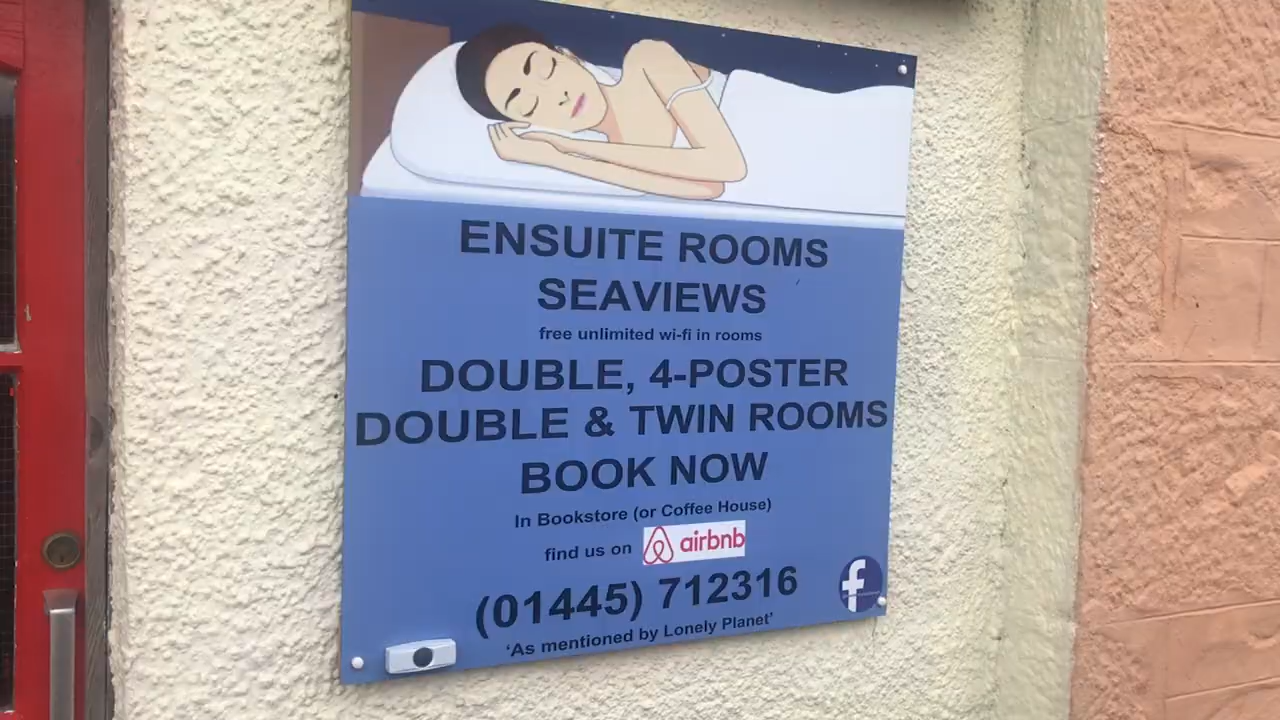 ENSUITE ROOMS
SEAVIEWS
free unlimited wi-fi in rooms
DOUBLE, 4-POSTER
DOUBLE & TWIN ROOMS
BOOK NOW
In Bookstore (or Coffee House)
find us on airbnb
(01445) 712316
'As mentioned by Lonely Planet'
f